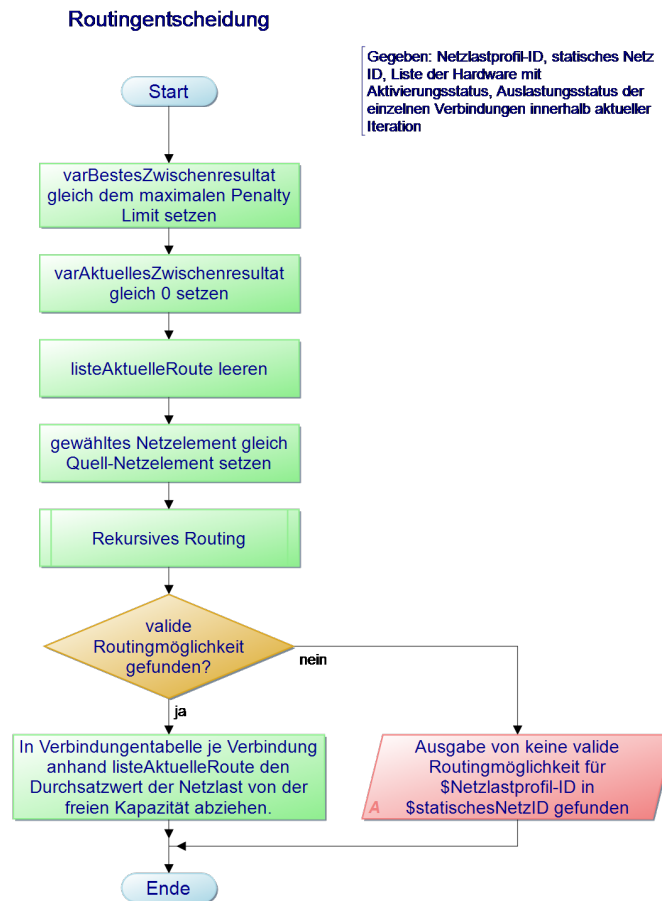 Routingentscheidung
Gegeben: Netzlastprofil-ID, statisches Netz
ID, Liste der Hardware mit
Aktivierungsstatus, Auslastungsstatus der
einzelnen Verbindungen innerhalb aktueller
Iteration
Start
varBestesZwischenresultat
gleich dem maximalen Penalty
Limit setzen
varAktuellesZwischenresultat
gleich 0 setzen
listeAktuelleRoute leeren
gewähltes Netzelement gleich
Quell-Netzelement setzen
Rekursives Routing
valide
Routingmöglichkeit
gefunden?
nein
ja
In Verbindungentabelle je Verbindung
anhand listeAktuelleRoute den
Durchsatzwert der Netzlast von der
freien Kapazität abziehen.
Ausgabe von keine valide
Routingmöglichkeit für
$Netzlastprofil-ID in
$statischesNetzID gefunden
A
Ende